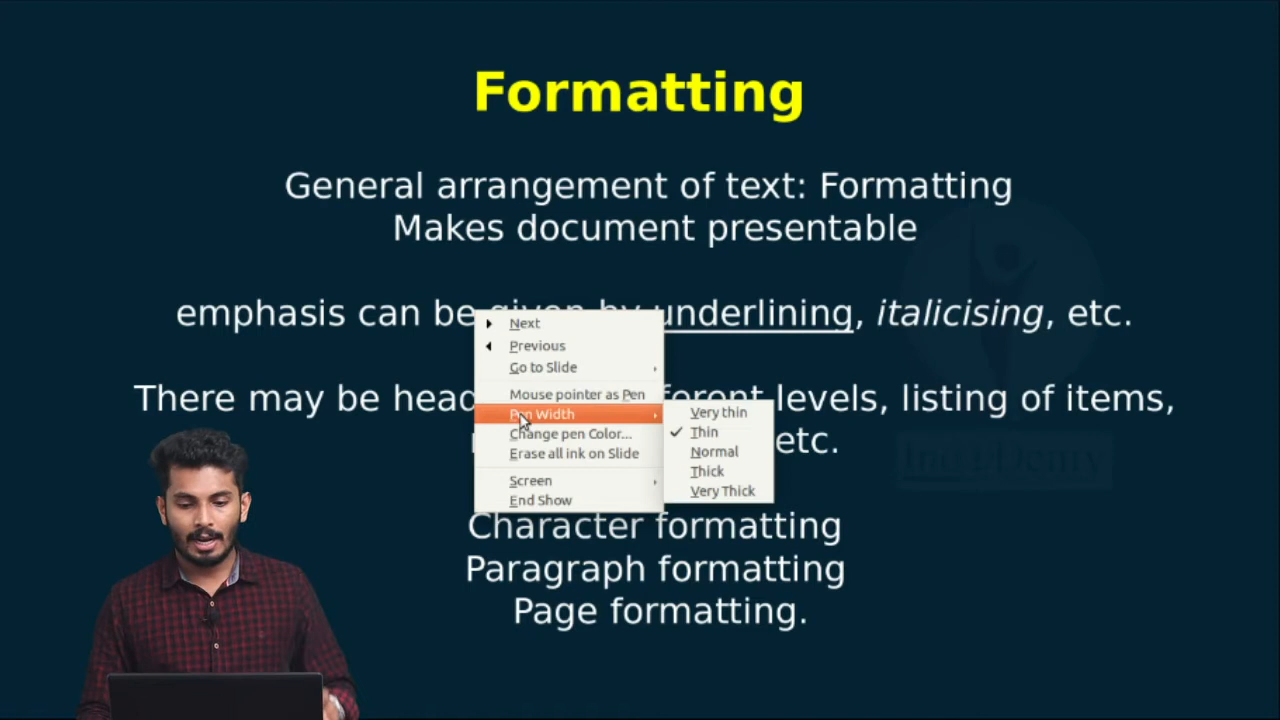 Formatting
General arrangement of text: Formatting
Makes document presentable
emphasis can be given by underlining, italicising, etc.
There may be levels, listing of items,
etc.
Next
Previous
Go to Slide
Mouse pointer as Pen
Pen Width
Change pen Color...
Erase all ink on Slide
Screen
End Show
Very thin
Thin
Normal
Thick
Very Thick
Character formatting
Paragraph formatting
Page formatting.